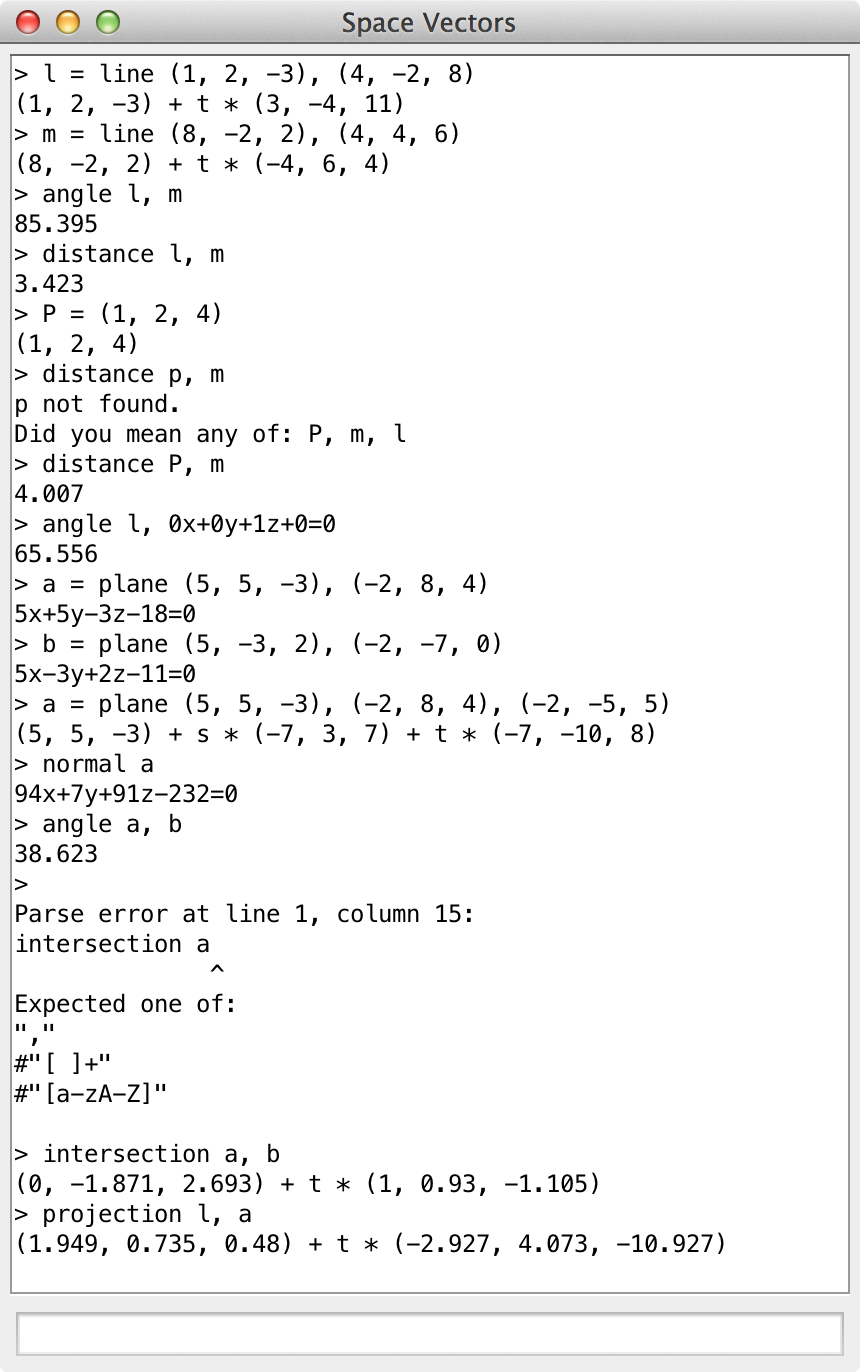 Space Vectors
> l = line (1, 2, -3), (4, -2, 8)
(1, 2, -3) + t * (3, -4, 11)
> m = line (8, -2, 2), (4, 4, 6)
(8, -2, 2) + t * (-4, 6, 4)
> angle l, m
85.395
> distance l, m
3.423
> P = (1, 2, 4)
(1, 2, 4)
> distance p, m
p not found.
Did you mean any of: P, m, l
> distance P, m
4.007
> angle l, 0x+0y+1z+0=0
65.556
> a = plane (5, 5, -3), (-2, 8, 4)
5x+5y-3z-18=0
> b = plane (5, -3, 2), (-2, -7, 0)
5x-3y+2z-11=0
> a = plane (5, 5, -3), (-2, 8, 4), (-2, -5, 5)
(5, 5, -3) + s * (-7, 3, 7) + t * (-7, -10, 8)
> normal a
94x+7y+91z-232=0
> angle a, b
38.623
>
Parse error at line 1, column 15:
intersection a
^
Expected one of:
","
#"[ ]+"
#"[a-zA-Z]"
> intersection a, b
(0, -1.871, 2.693) + t * (1, 0.93, -1.105)
> projection l, a
(1.949, 0.735, 0.48) + t * (-2.927, 4.073, -10.927)